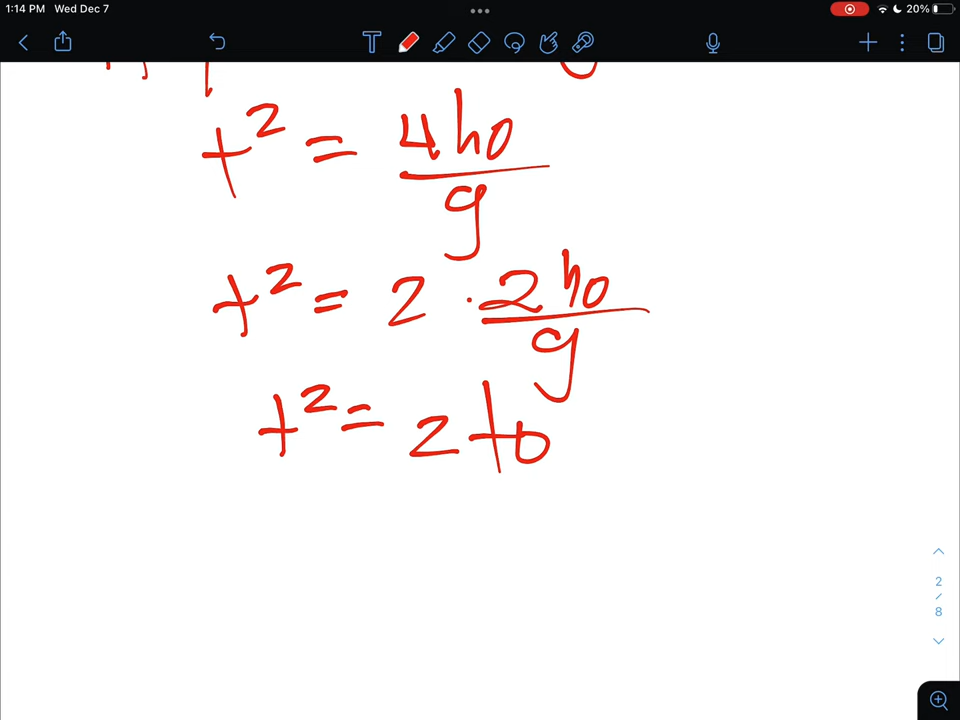 1:14 PM Wed Dec 7
20%
T
t² = 4h0/g
t² = 2 · 2h0/g
t² = 2t0
2
/
8